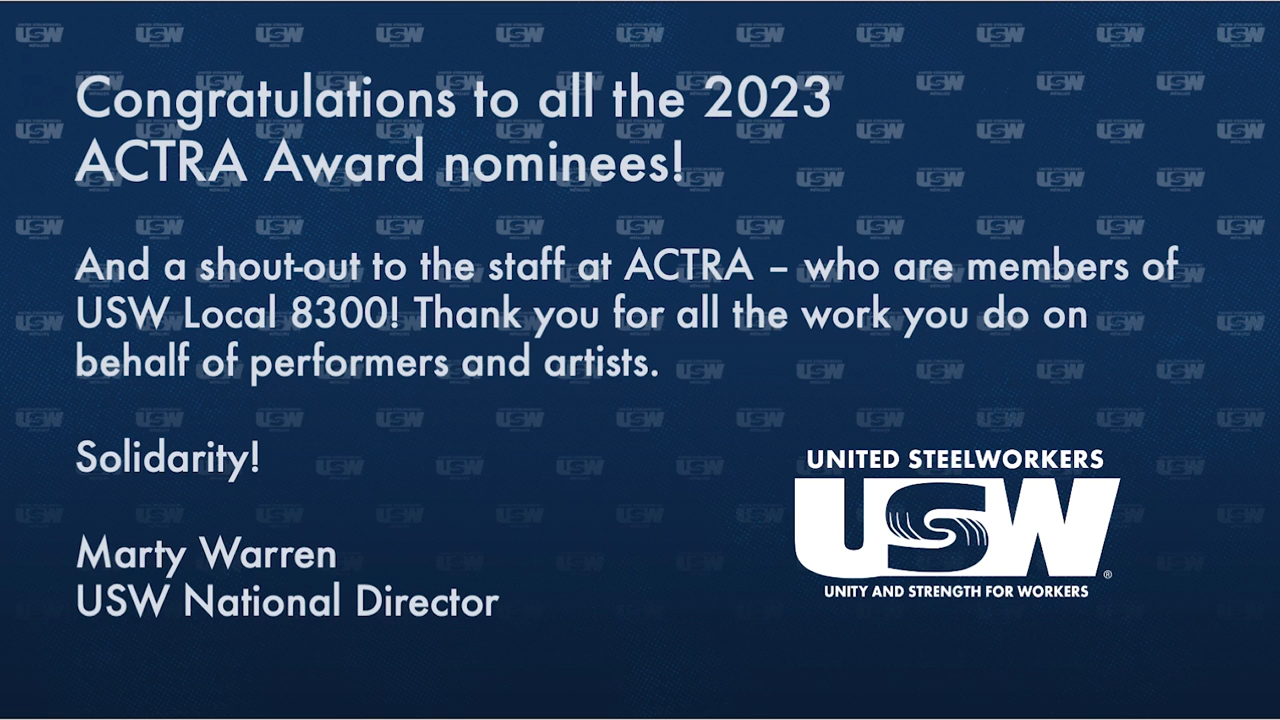 Congratulations to all the 2023
ACTRA Award nominees!
And a shout-out to the staff at ACTRA – who are members of
USW Local 8300! Thank you for all the work you do on
behalf of performers and artists.
Solidarity!
Marty Warren
USW National Director
UNITED STEELWORKERS
USW
®
UNITY AND STRENGTH FOR WORKERS